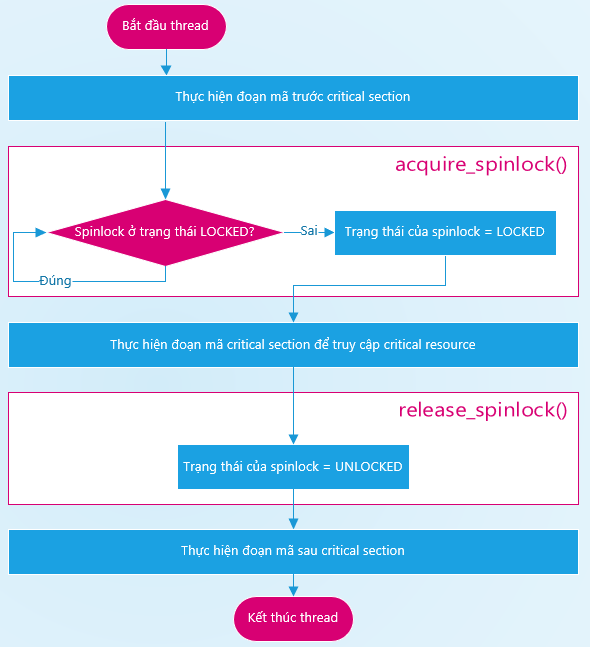 Bắt đầu thread
Thực hiện đoạn mã trước critical section
acquire_spinlock()
Spinlock ở trạng thái LOCKED?
Sai
Trạng thái của spinlock = LOCKED
Đúng
Thực hiện đoạn mã critical section để truy cập critical resource
release_spinlock()
Trạng thái của spinlock = UNLOCKED
Thực hiện đoạn mã sau critical section
Kết thúc thread